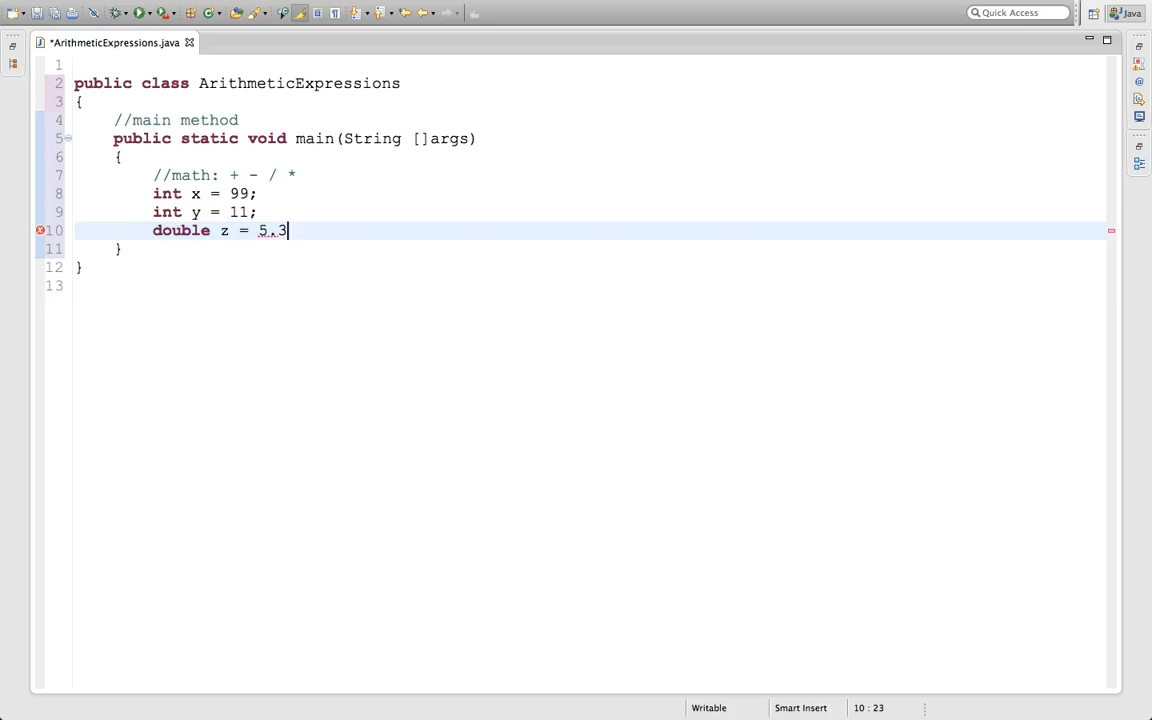 Quick Access
Java
*ArithmeticExpressions.java
1
2 public class ArithmeticExpressions
3 {
4 //main method
5 public static void main(String []args)
6 {
7 //math: + - / *
8 int x = 99;
9 int y = 11;
10 double z = 5.3
11 }
12 }
13
Writable Smart Insert 10 : 23